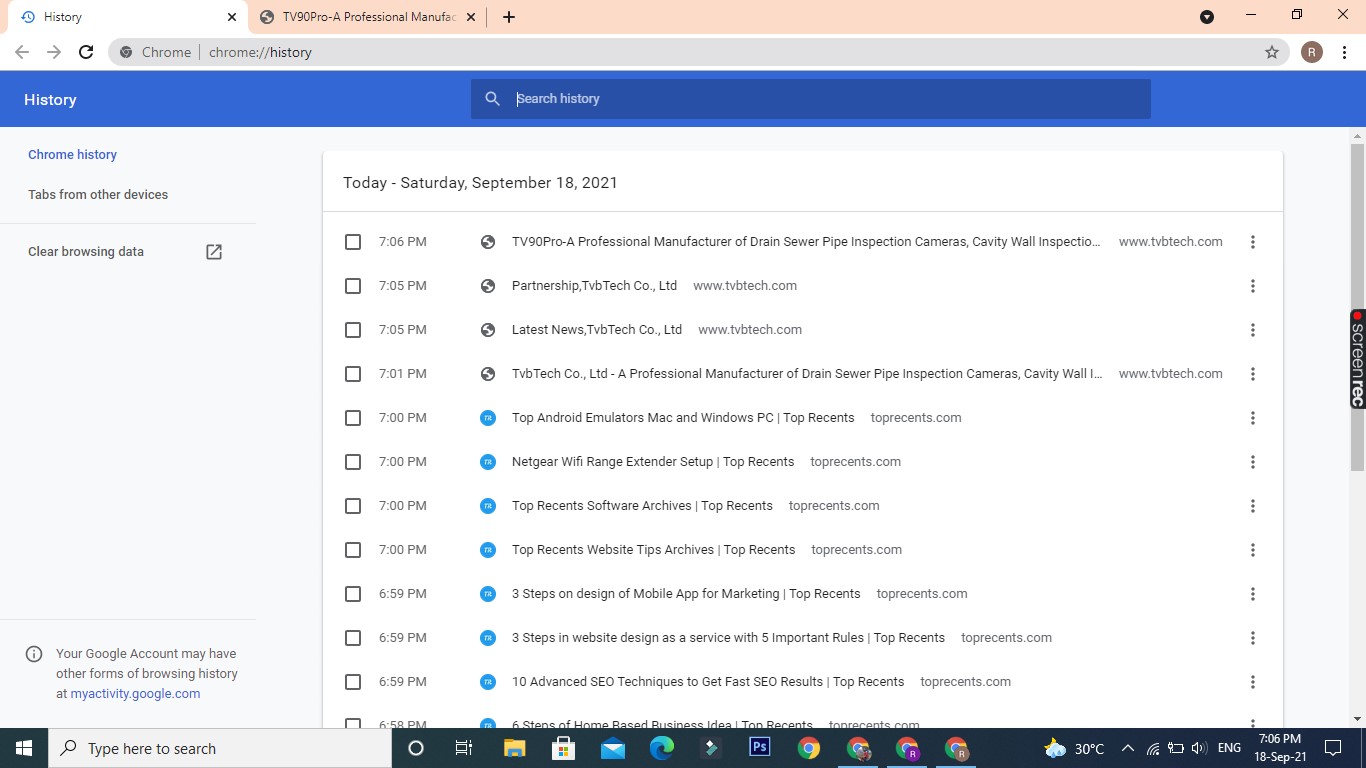 History
TV90Pro-A Professional Manufac
Chrome
chrome://history
R
History
Search history
Chrome history
Tabs from other devices
Clear browsing data
Today - Saturday, September 18, 2021
7:06 PM TV90Pro-A Professional Manufacturer of Drain Sewer Pipe Inspection Cameras, Cavity Wall Inspectio... www.tvbtech.com
7:05 PM Partnership,TvbTech Co., Ltd www.tvbtech.com
7:05 PM Latest News,TvbTech Co., Ltd www.tvbtech.com
7:01 PM TvbTech Co., Ltd - A Professional Manufacturer of Drain Sewer Pipe Inspection Cameras, Cavity Wall I... www.tvbtech.com
7:00 PM TR Top Android Emulators Mac and Windows PC | Top Recents toprecents.com
7:00 PM TR Netgear Wifi Range Extender Setup | Top Recents toprecents.com
7:00 PM TR Top Recents Software Archives | Top Recents toprecents.com
7:00 PM TR Top Recents Website Tips Archives | Top Recents toprecents.com
6:59 PM TR 3 Steps on design of Mobile App for Marketing | Top Recents toprecents.com
6:59 PM TR 3 Steps in website design as a service with 5 Important Rules | Top Recents toprecents.com
6:59 PM TR 10 Advanced SEO Techniques to Get Fast SEO Results | Top Recents toprecents.com
6:58 PM TR 6 Steps of Home Based Business Idea | Top Recents toprecents.com
Your Google Account may have
other forms of browsing history
at myactivity.google.com
screenrec
Type here to search
Ps
R
R
30°C
ENG
7:06 PM
18-Sep-21